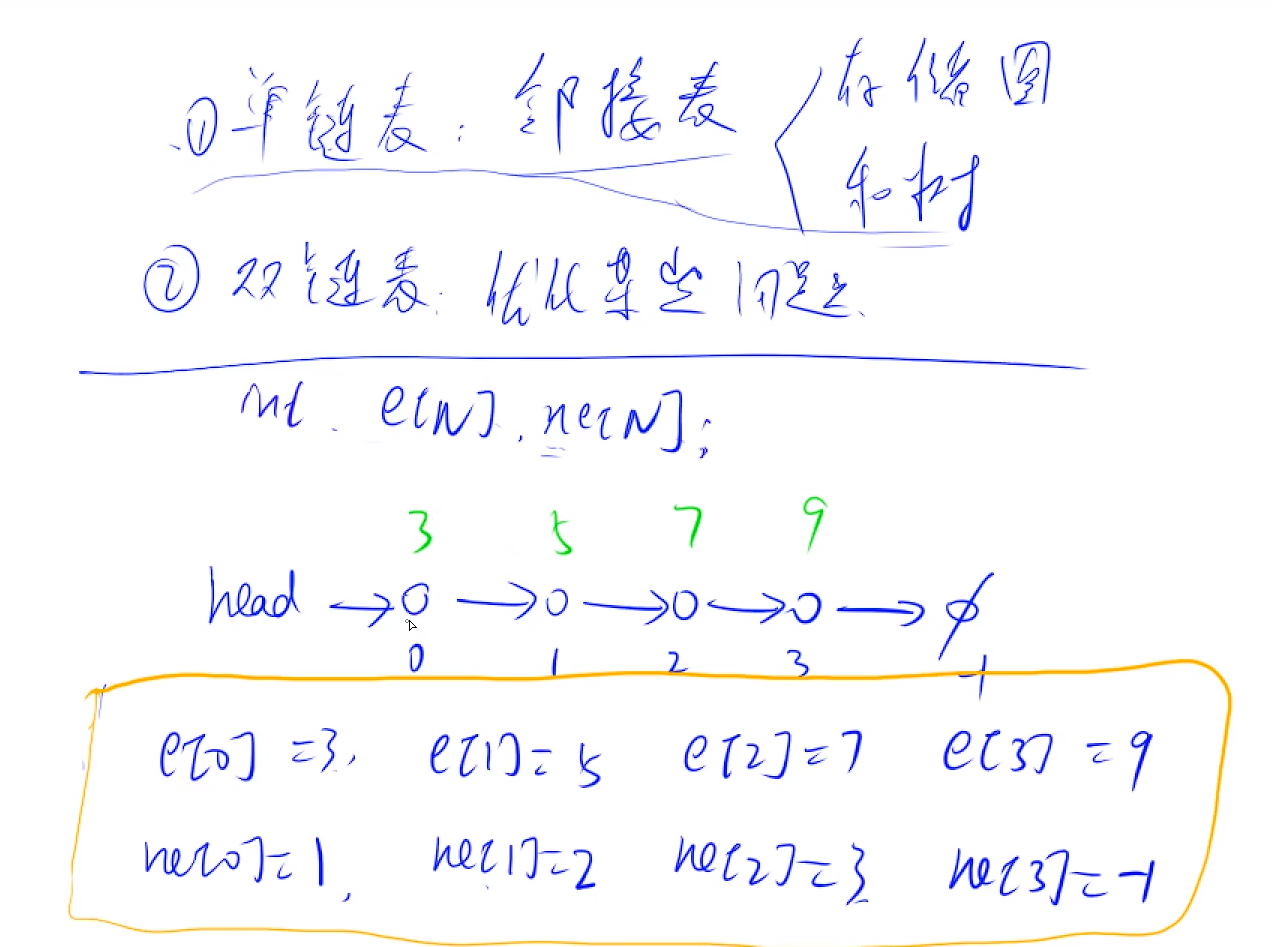 ① 单链表：邻接表 存储图
和树
② 双链表：优化某些问题
int e[N], ne[N];
3 5 7 9
head → O → O → O → O → ∅
0 1 2 3 -1
e[0]=3, e[1]=5 e[2]=7 e[3]=9
ne[0]=1, ne[1]=2 ne[2]=3 ne[3]=-1